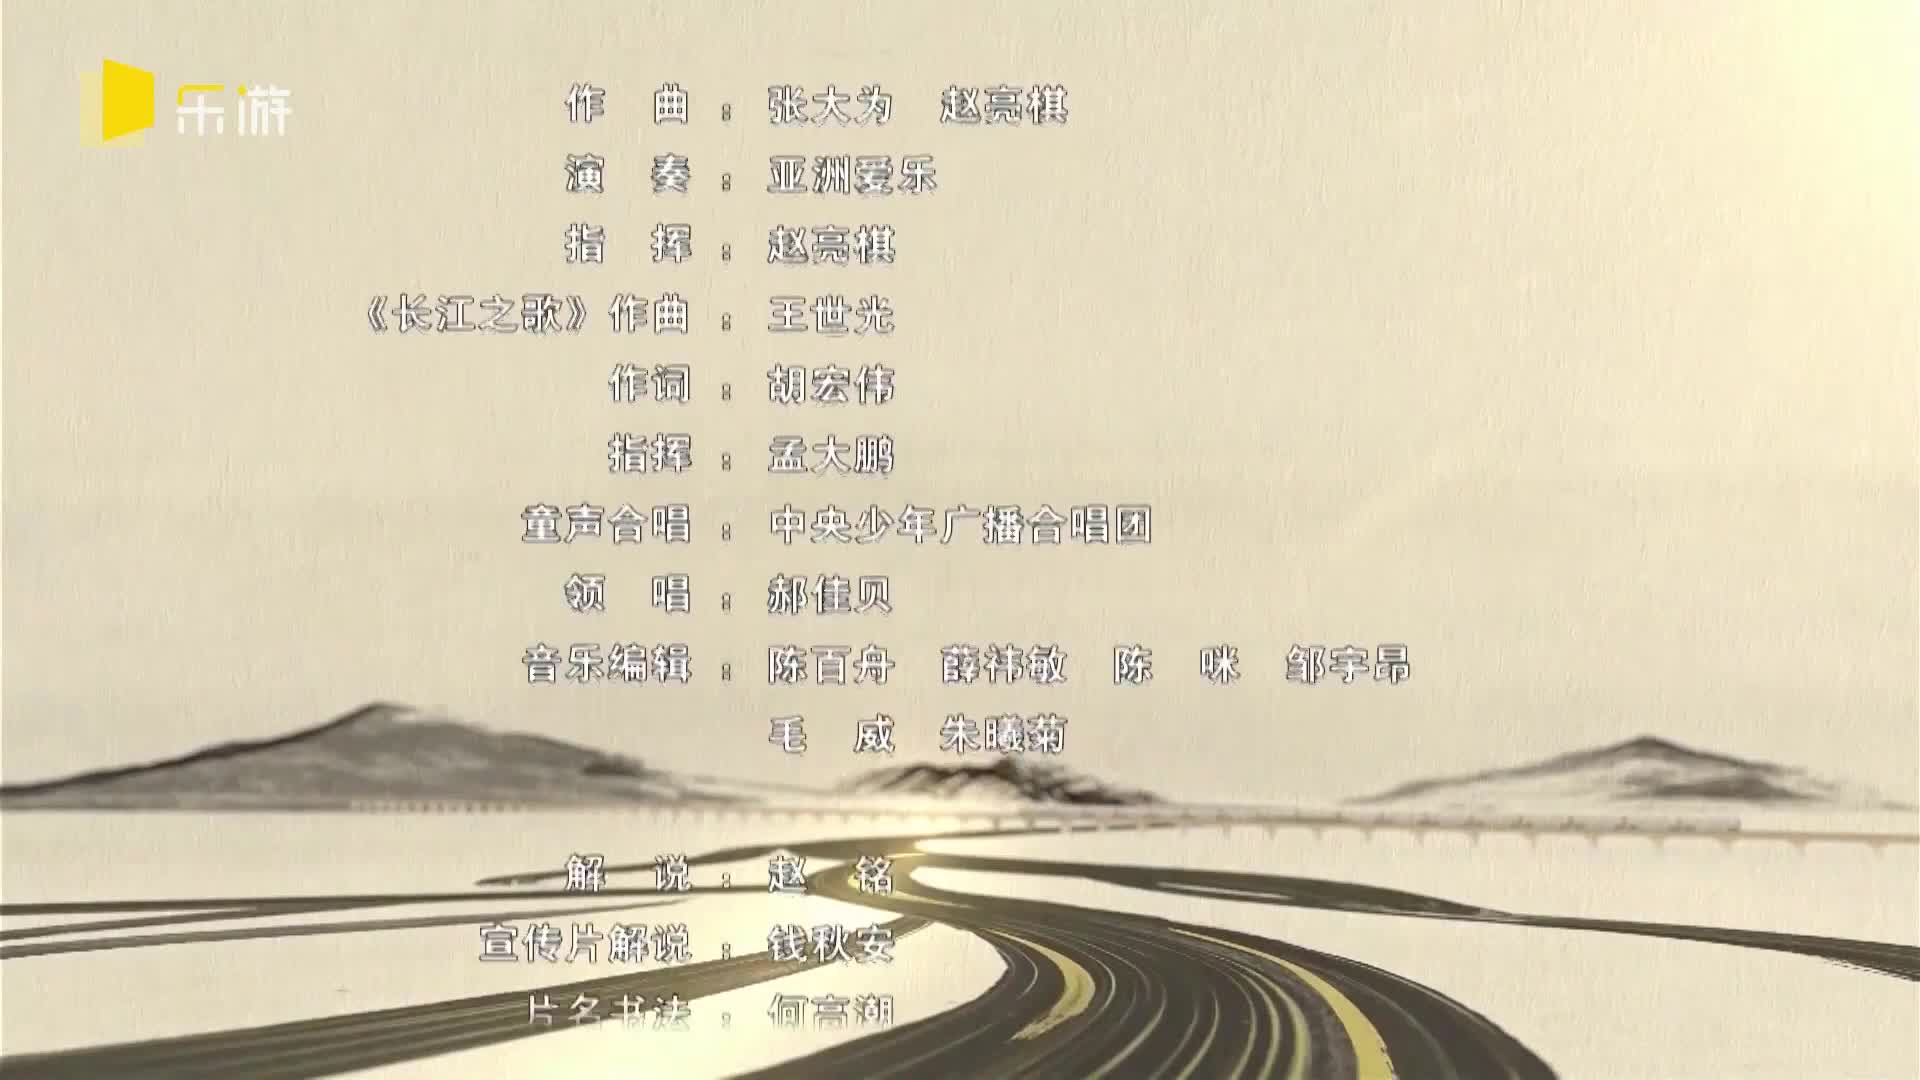 乐游
作 曲：张大为 赵亮棋
演 奏：亚洲爱乐
指 挥：赵亮棋
《长江之歌》作曲：王世光
作词：胡宏伟
指挥：孟大鹏
童声合唱：中央少年广播合唱团
领 唱：郝佳贝
音乐编辑：陈百舟 薛祎敏 陈 咪 邹宇昂
毛 威 朱曦菊
解 说：赵 铭
宣传片解说：钱秋安
片名书法：何高潮